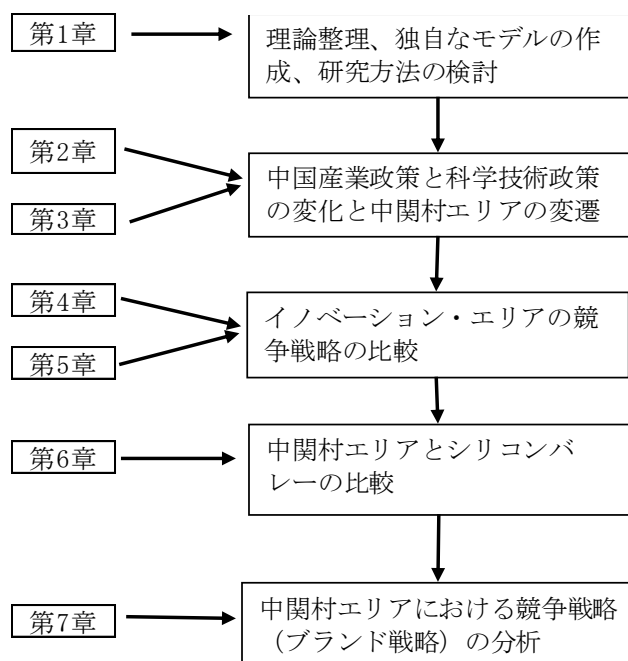 第1章
理論整理、独自なモデルの作
成、研究方法の検討
第2章
第3章
中国産業政策と科学技術政策
の変化と中関村エリアの変遷
第4章
第5章
イノベーション・エリアの競
争戦略の比較
第6章
中関村エリアとシリコンバ
レーの比較
第7章
中関村エリアにおける競争戦略
（ブランド戦略）の分析